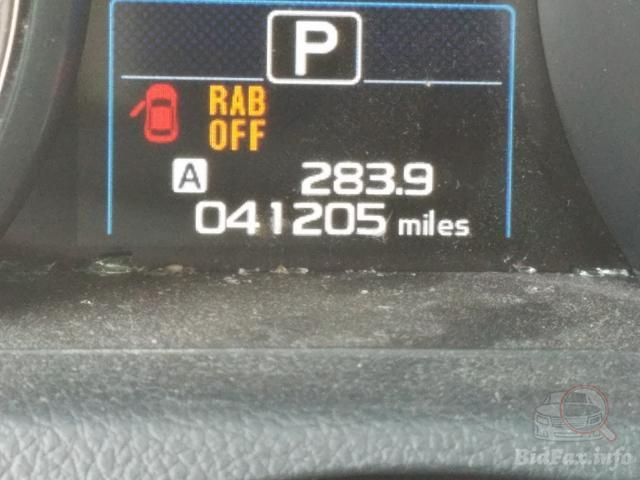 P
RAB
OFF
A 283.9
041205 miles
BidFax.info